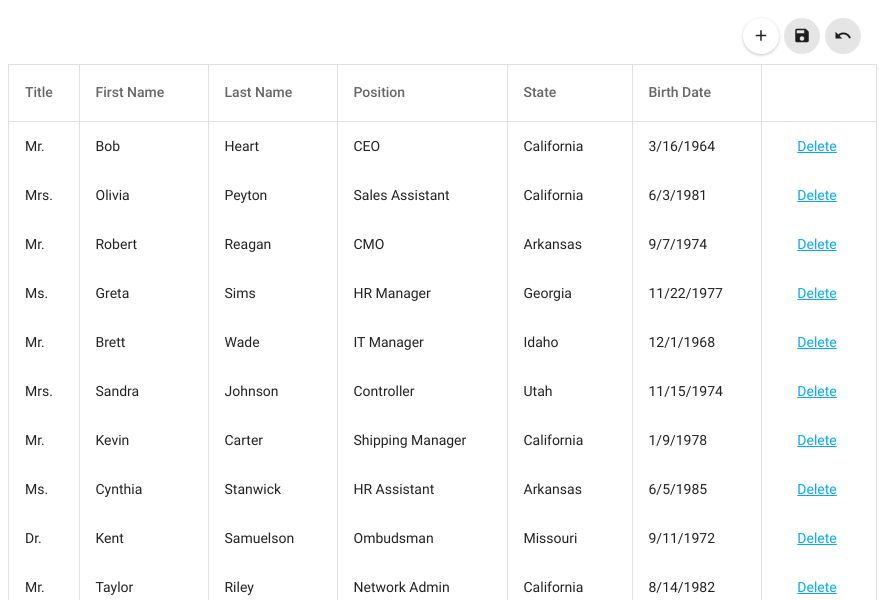 Title First Name Last Name Position State Birth Date
Mr. Bob Heart CEO California 3/16/1964 Delete
Mrs. Olivia Peyton Sales Assistant California 6/3/1981 Delete
Mr. Robert Reagan CMO Arkansas 9/7/1974 Delete
Ms. Greta Sims HR Manager Georgia 11/22/1977 Delete
Mr. Brett Wade IT Manager Idaho 12/1/1968 Delete
Mrs. Sandra Johnson Controller Utah 11/15/1974 Delete
Mr. Kevin Carter Shipping Manager California 1/9/1978 Delete
Ms. Cynthia Stanwick HR Assistant Arkansas 6/5/1985 Delete
Dr. Kent Samuelson Ombudsman Missouri 9/11/1972 Delete
Mr. Taylor Riley Network Admin California 8/14/1982 Delete